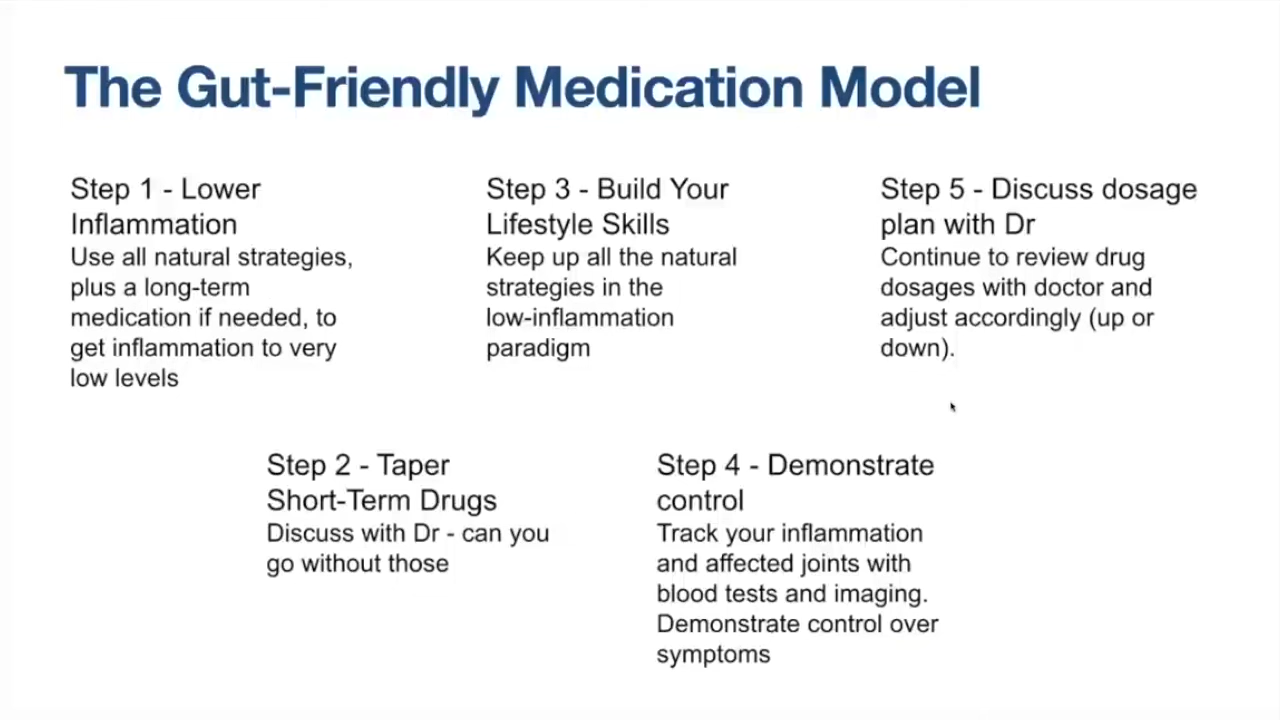 The Gut-Friendly Medication Model
Step 1 - Lower
Inflammation
Use all natural strategies,
plus a long-term
medication if needed, to
get inflammation to very
low levels
Step 2 - Taper
Short-Term Drugs
Discuss with Dr - can you
go without those
Step 3 - Build Your
Lifestyle Skills
Keep up all the natural
strategies in the
low-inflammation
paradigm
Step 4 - Demonstrate
control
Track your inflammation
and affected joints with
blood tests and imaging.
Demonstrate control over
symptoms
Step 5 - Discuss dosage
plan with Dr
Continue to review drug
dosages with doctor and
adjust accordingly (up or
down).